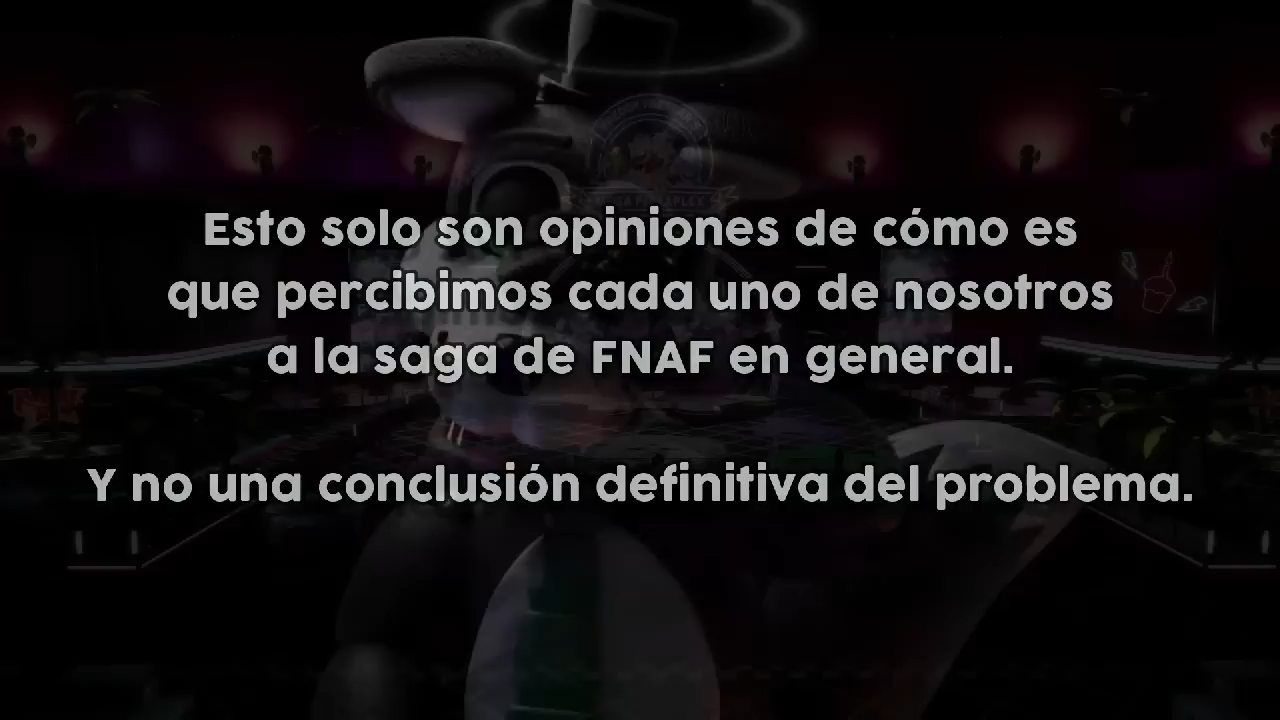 Esto solo son opiniones de cómo es
que percibimos cada uno de nosotros
a la saga de FNAF en general.
Y no una conclusión definitiva del problema.